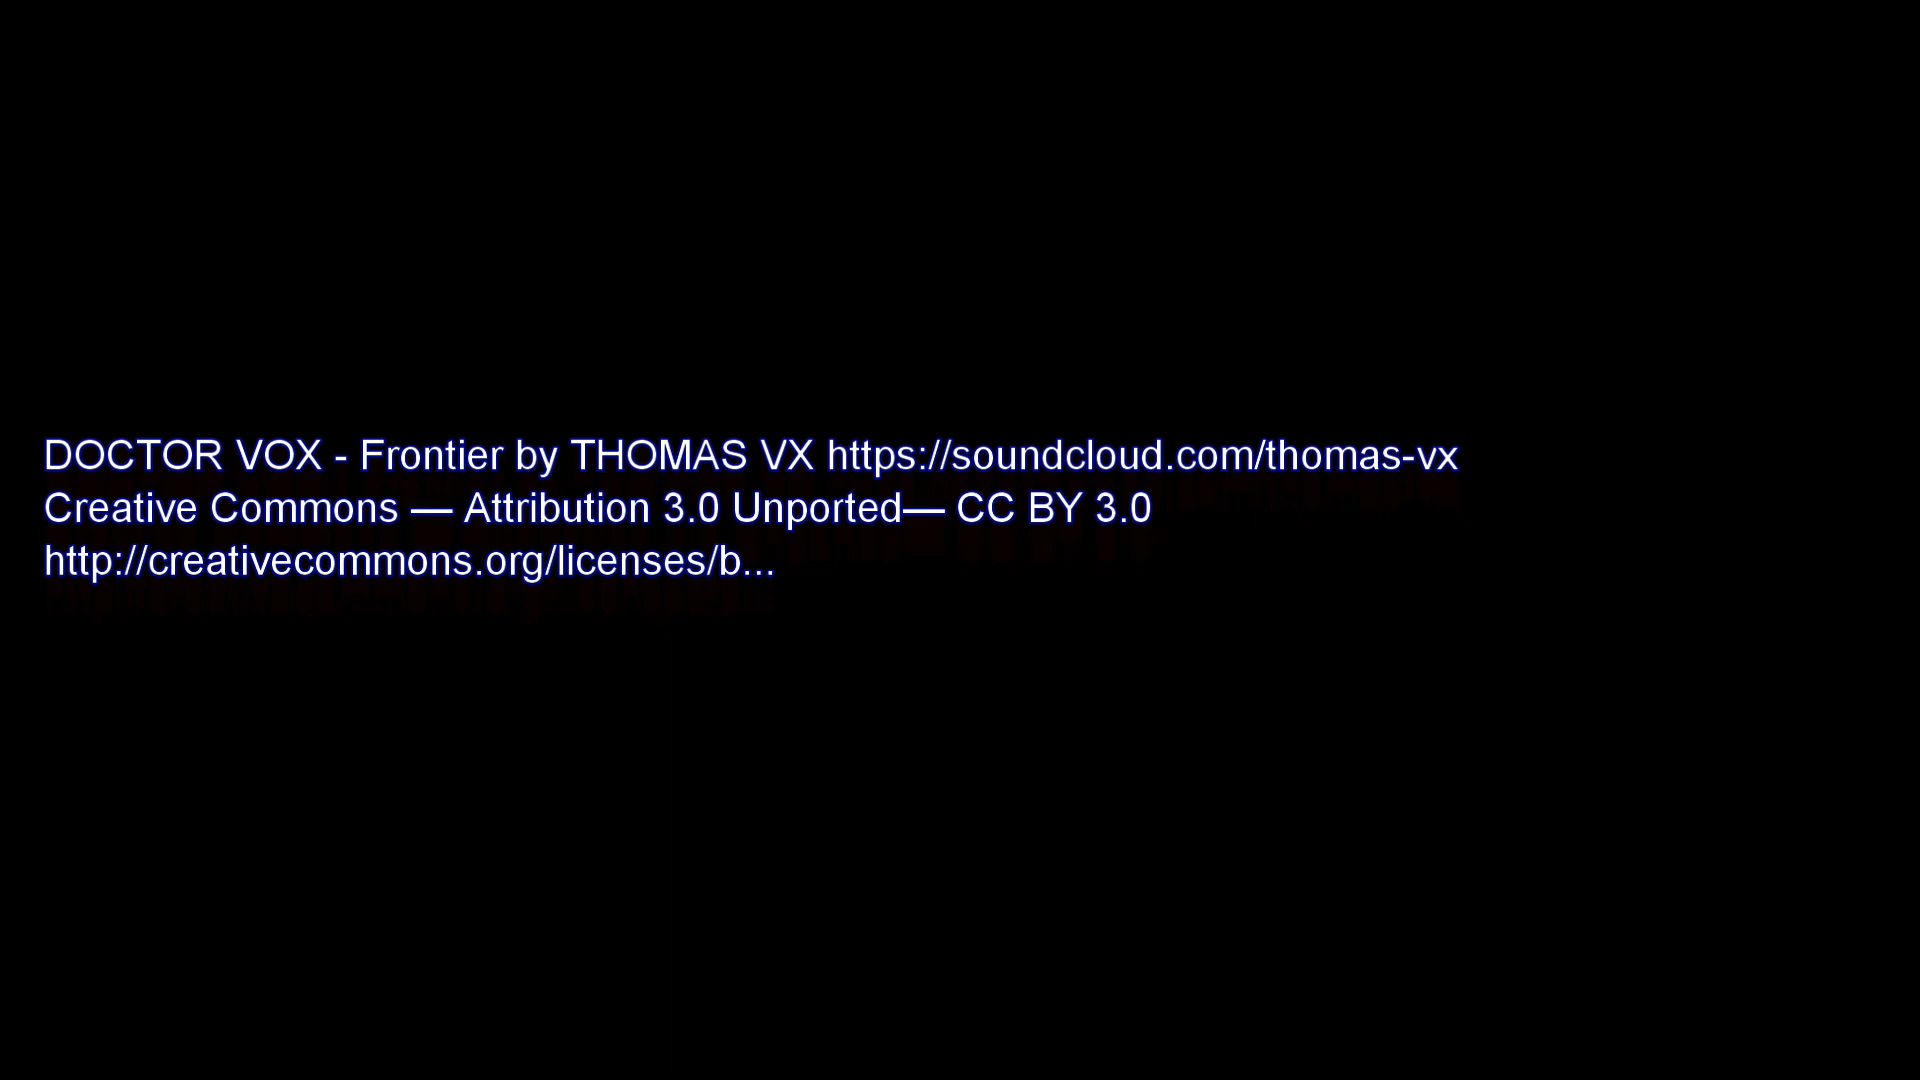 DOCTOR VOX - Frontier by THOMAS VX https://soundcloud.com/thomas-vx
Creative Commons — Attribution 3.0 Unported— CC BY 3.0
http://creativecommons.org/licenses/b...